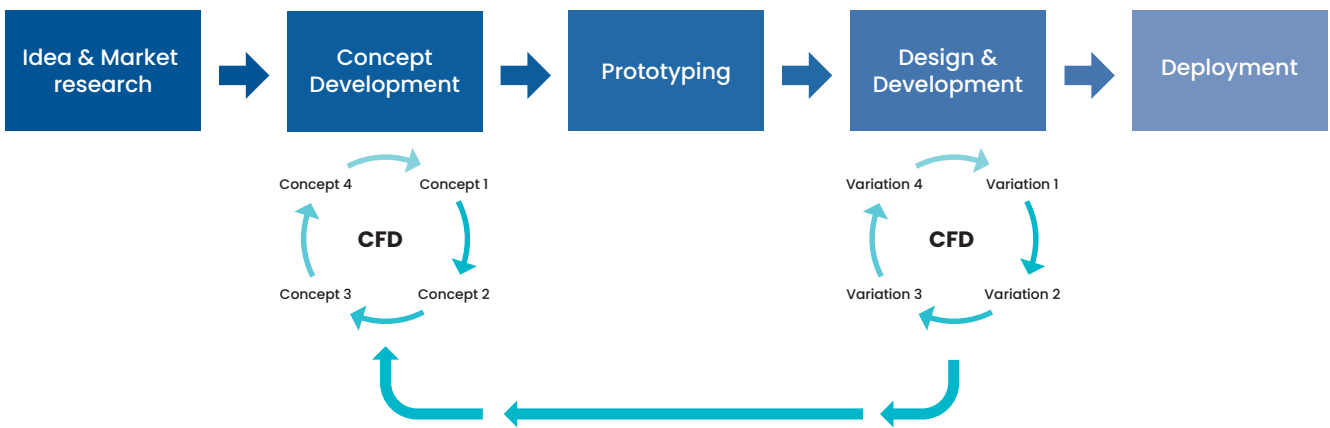 Idea & Market
research
Concept
Development
Prototyping
Design &
Development
Deployment
Concept 4
Concept 1
CFD
Concept 3
Concept 2
Variation 4
Variation 1
CFD
Variation 3
Variation 2